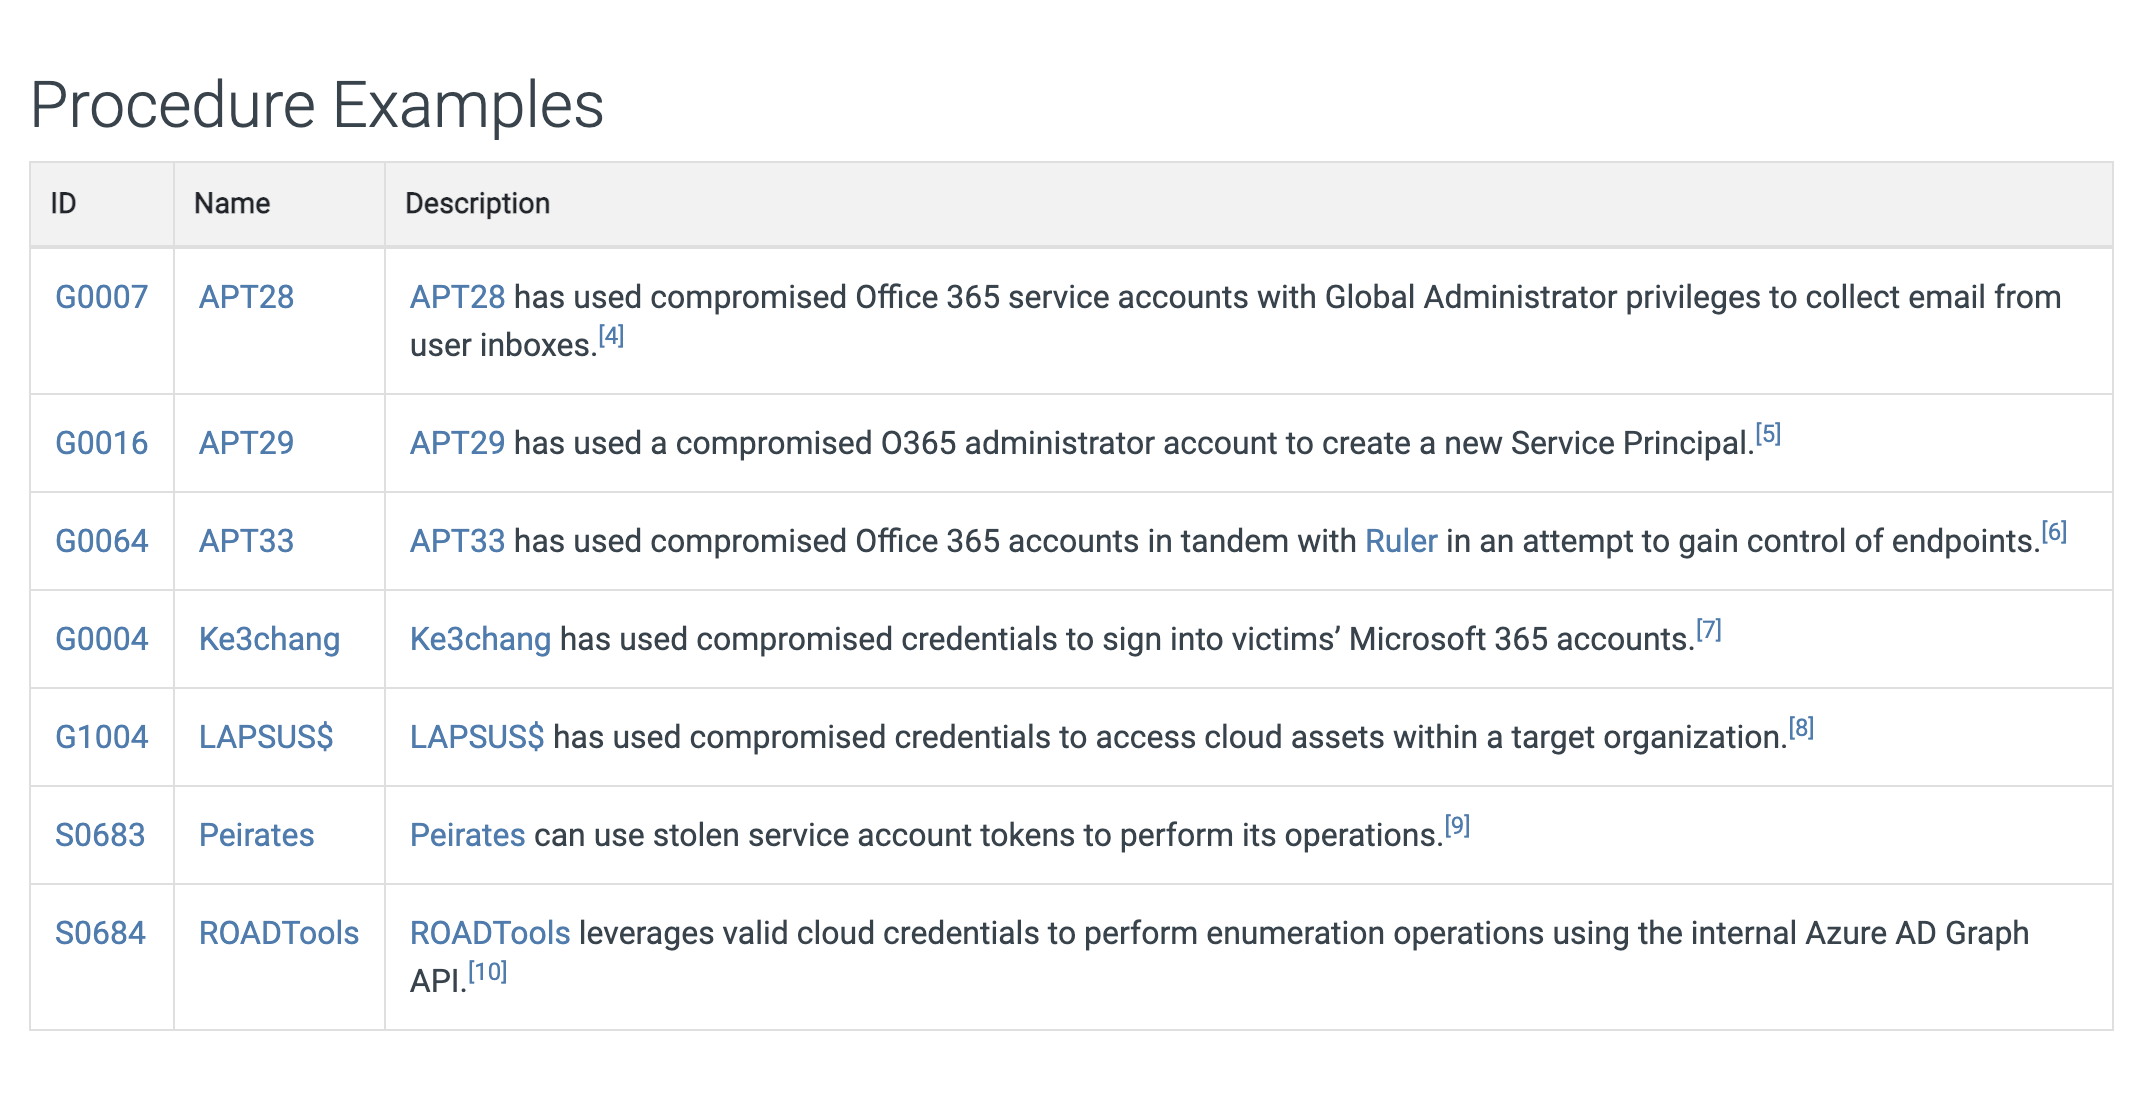 Procedure Examples
ID Name Description
G0007 APT28 APT28 has used compromised Office 365 service accounts with Global Administrator privileges to collect email from
user inboxes.[4]
G0016 APT29 APT29 has used a compromised O365 administrator account to create a new Service Principal.[5]
G0064 APT33 APT33 has used compromised Office 365 accounts in tandem with Ruler in an attempt to gain control of endpoints.[6]
G0004 Ke3chang Ke3chang has used compromised credentials to sign into victims’ Microsoft 365 accounts.[7]
G1004 LAPSUS$ LAPSUS$ has used compromised credentials to access cloud assets within a target organization.[8]
S0683 Peirates Peirates can use stolen service account tokens to perform its operations.[9]
S0684 ROADTools ROADTools leverages valid cloud credentials to perform enumeration operations using the internal Azure AD Graph
API.[10]